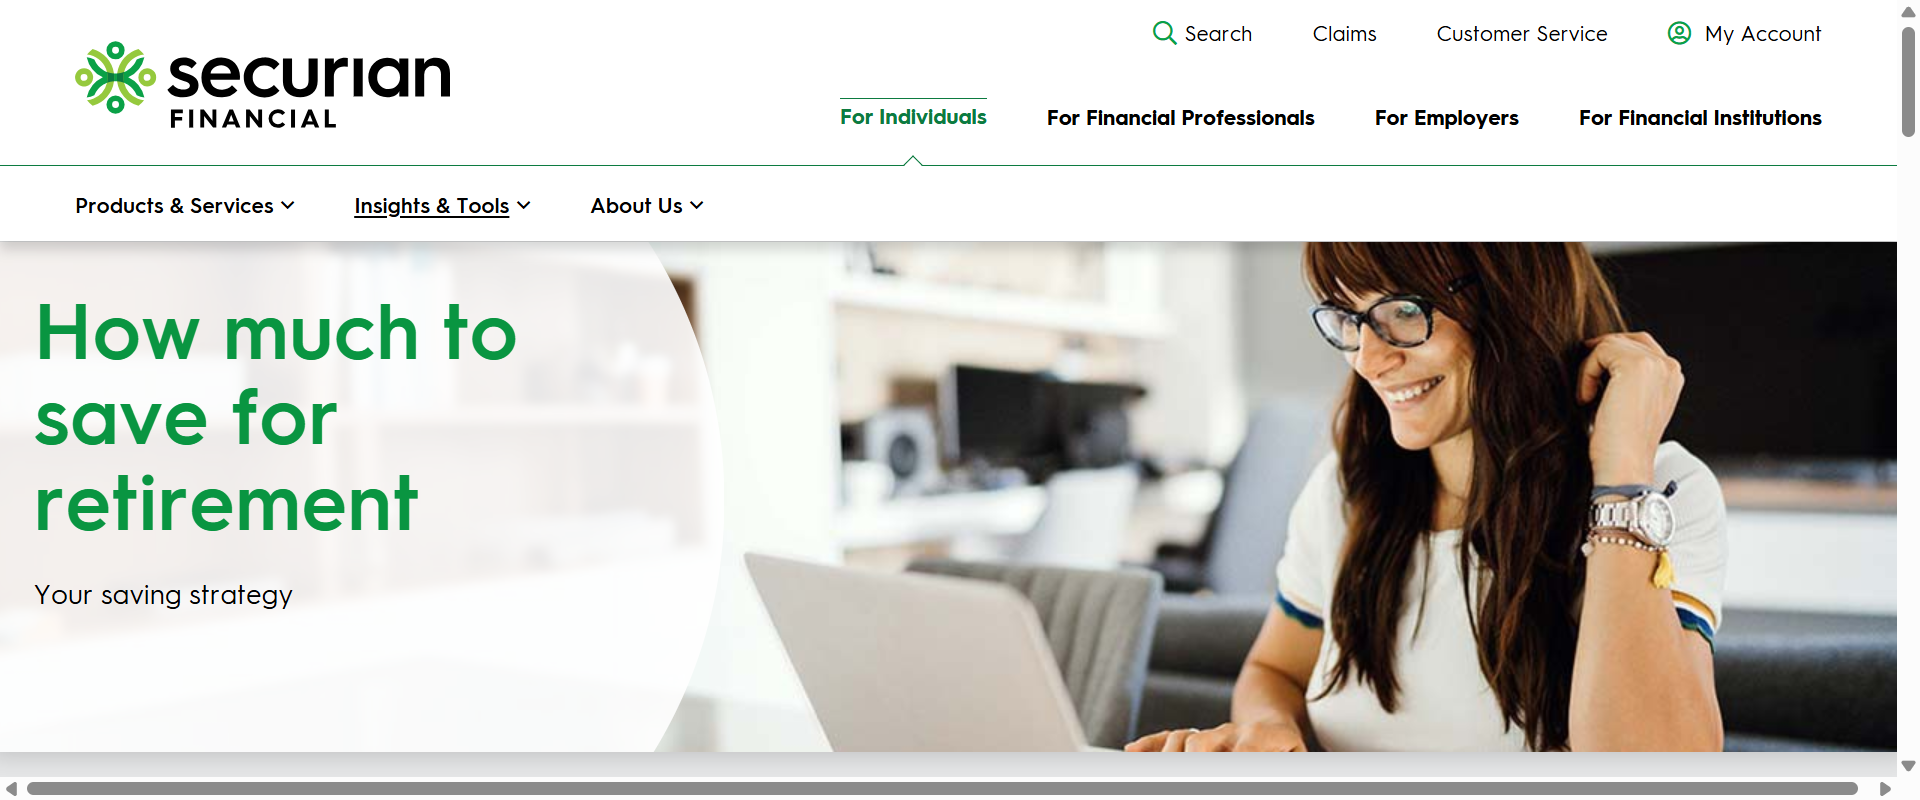 Search
Claims
Customer Service
My Account
securian
FINANCIAL
For Individuals
For Financial Professionals
For Employers
For Financial Institutions
Products & Services
Insights & Tools
About Us
How much to
save for
retirement
Your saving strategy